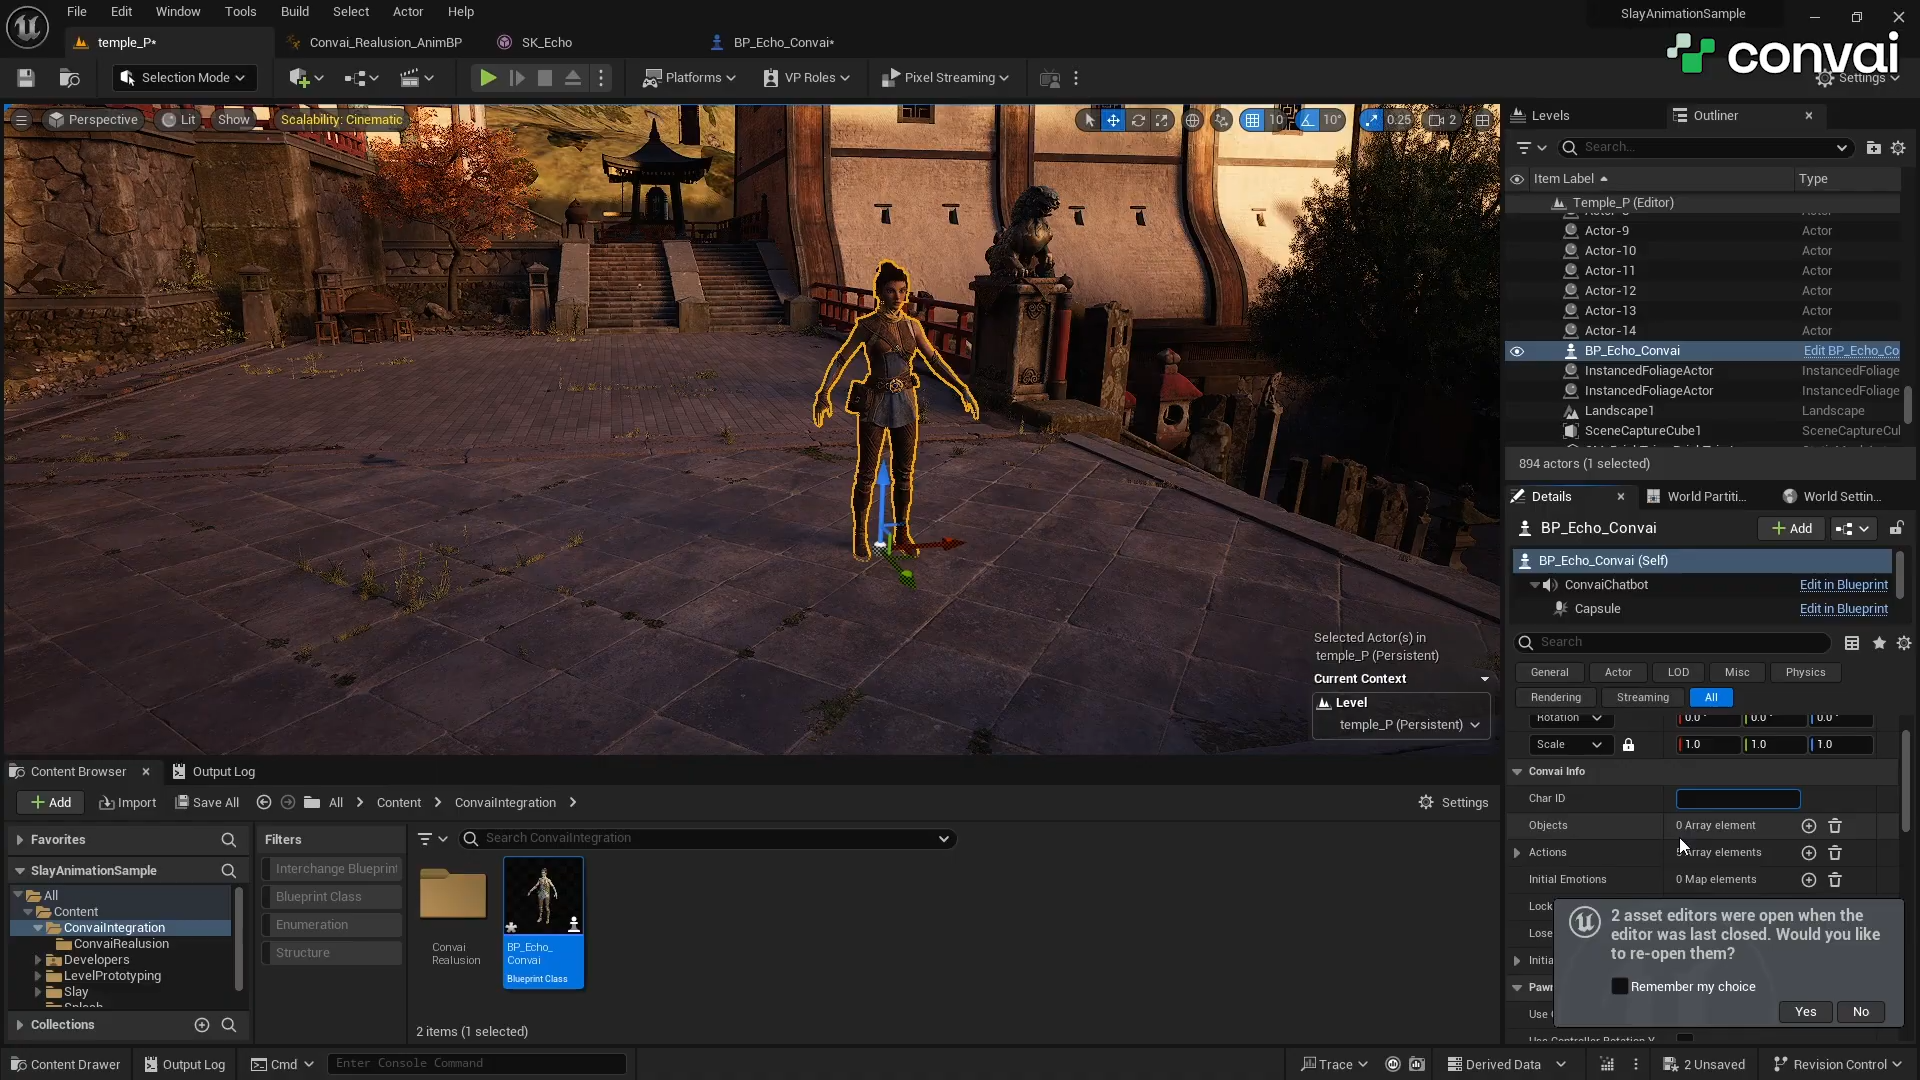 File Edit Window Tools Build Select Actor Help
SlayAnimationSample
temple_P* Convai_Realusion_AnimBP SK_Echo BP_Echo_Convai*
convai
Selection Mode Platforms VP Roles Pixel Streaming Settings
Perspective Lit Show Scalability: Cinematic 10 10° 0.25 2
Levels Outliner
Search...
Item Label Type
Temple_P (Editor)
Actor-9 Actor
Actor-10 Actor
Actor-11 Actor
Actor-12 Actor
Actor-13 Actor
Actor-14 Actor
BP_Echo_Convai Edit BP_Echo_Co
InstancedFoliageActor InstancedFoliage
InstancedFoliageActor InstancedFoliage
Landscape1 Landscape
SceneCaptureCube1 SceneCaptureCul
894 actors (1 selected)
Details World Partiti... World Settin...
BP_Echo_Convai Add
BP_Echo_Convai (Self)
ConvaiChatbot Edit in Blueprint
Capsule Edit in Blueprint
Search
General Actor LOD Misc Physics
Rendering Streaming All
Rotation 0.0° 0.0° 0.0°
Scale 1.0 1.0 1.0
Convai Info
Char ID
Objects 0 Array element
Actions Array elements
Initial Emotions 0 Map elements
Lock
Lose
Initia
Pawn
Use C
Use Controller Rotation Y
2 asset editors were open when the
editor was last closed. Would you like
to re-open them?
Remember my choice
Yes No
Selected Actor(s) in
temple_P (Persistent)
Current Context
Level
temple_P (Persistent)
Content Browser Output Log
Add Import Save All All Content ConvaiIntegration Settings
Favorites
SlayAnimationSample
All
Content
ConvaiIntegration
ConvaiRealusion
Developers
LevelPrototyping
Slay
Collections
Filters
Interchange Blueprint
Blueprint Class
Enumeration
Structure
Search ConvaiIntegration
Convai
Realusion
BP_Echo_
Convai
Blueprint Class
2 items (1 selected)
Content Drawer Output Log Cmd Enter Console Command Trace Derived Data 2 Unsaved Revision Control